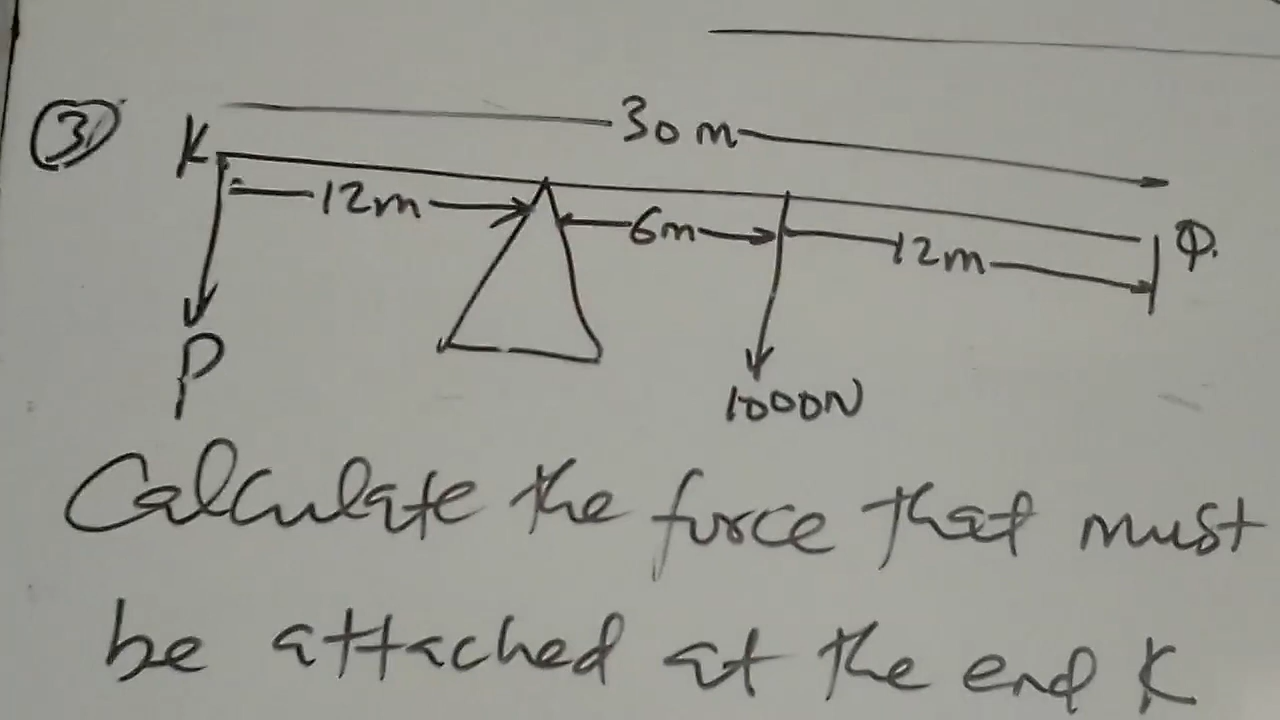 3
30m
K
12m
6m
12m
Q.
P
1000N
Calculate the force that must
be attached at the end K